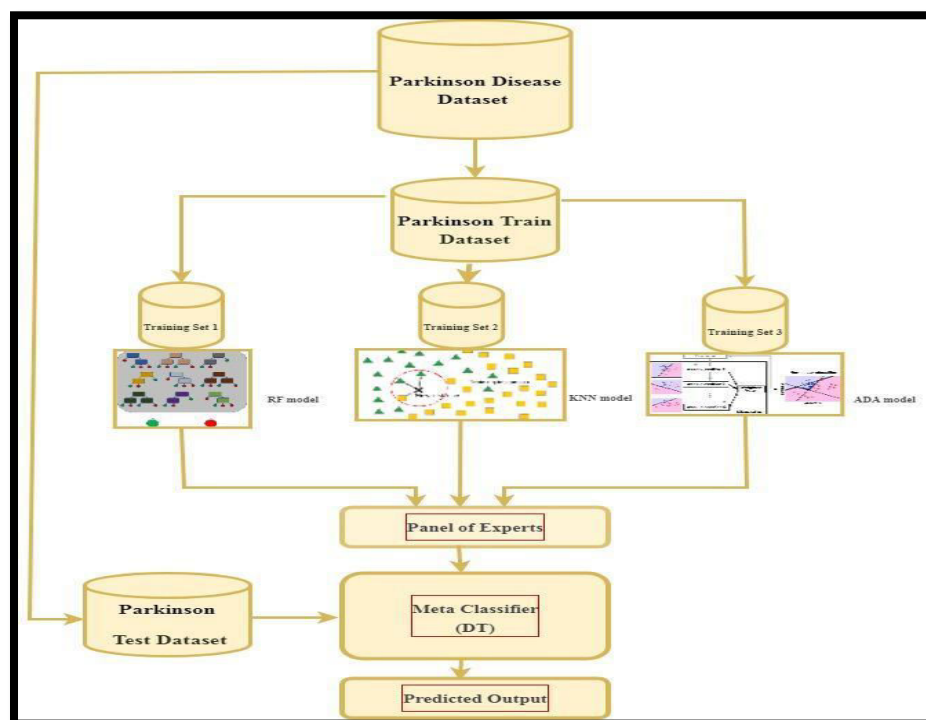 Parkinson Disease
Dataset
Parkinson Train
Dataset
Training Set 1
Training Set 2
Training Set 3
RF model
KNN model
ADA model
Panel of Experts
Meta Classifier
(DT)
Parkinson
Test Dataset
Predicted Output